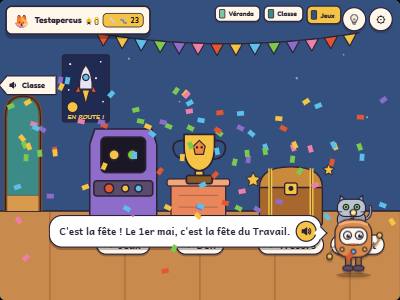 Testapercus
0
23
Véranda
Classe
Jeux
EN ROUTE !
Classe
C'est la fête ! Le 1er mai, c'est la fête du Travail.